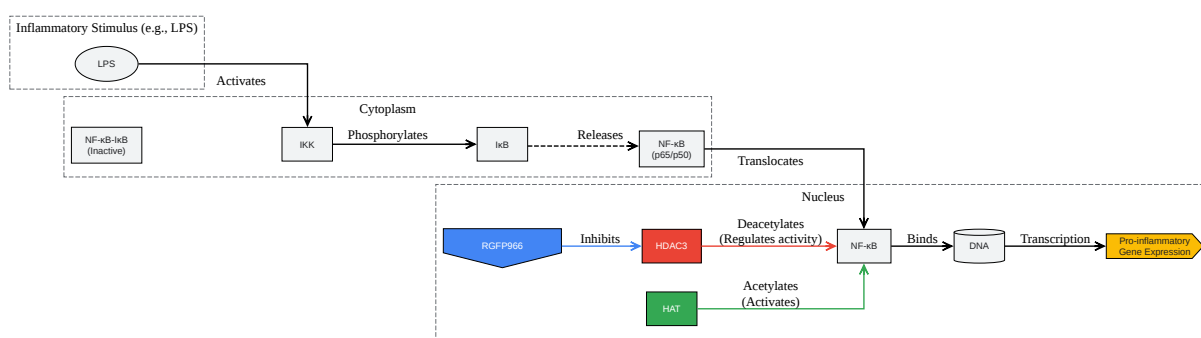 Inflammatory Stimulus (e.g., LPS)
LPS
Activates
Cytoplasm
NF-κB-IκB
(Inactive)
IKK
Phosphorylates
IκB
Releases
NF-κB
(p65/p50)
Translocates
Nucleus
RGFP966
Inhibits
HDAC3
Deacetylates
(Regulates activity)
NF-κB
Binds
DNA
Transcription
Pro-inflammatory
Gene Expression
HAT
Acetylates
(Activates)